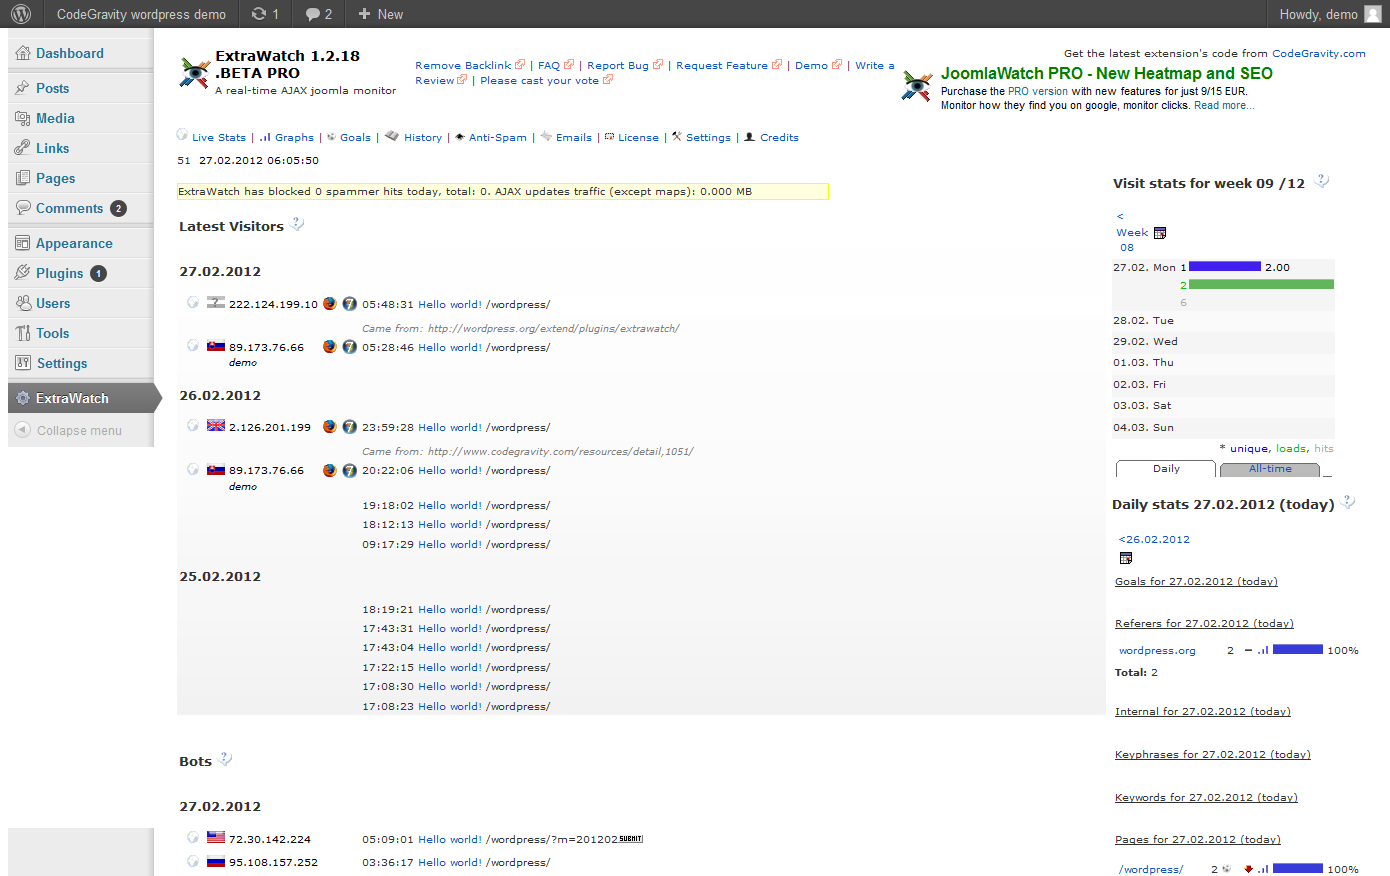 CodeGravity wordpress demo 1 2 New Howdy, demo
Dashboard
Posts
Media
Links
Pages
Comments 2
Appearance
Plugins 1
Users
Tools
Settings
ExtraWatch
Collapse menu
ExtraWatch 1.2.18
.BETA PRO
A real-time AJAX joomla monitor
Remove Backlink | FAQ | Report Bug | Request Feature | Demo | Write a
Review | Please cast your vote
Get the latest extension's code from CodeGravity.com
JoomlaWatch PRO - New Heatmap and SEO
Purchase the PRO version with new features for just 9/15 EUR.
Monitor how they find you on google, monitor clicks. Read more...
Live Stats | Graphs | Goals | History | Anti-Spam | Emails | License | Settings | Credits
51 27.02.2012 06:05:50
ExtraWatch has blocked 0 spammer hits today, total: 0. AJAX updates traffic (except maps): 0.000 MB
Latest Visitors
27.02.2012
222.124.199.10 05:48:31 Hello world! /wordpress/
Came from: http://wordpress.org/extend/plugins/extrawatch/
89.173.76.66 05:28:46 Hello world! /wordpress/
demo
26.02.2012
2.126.201.199 23:59:28 Hello world! /wordpress/
Came from: http://www.codegravity.com/resources/detail,1051/
89.173.76.66 20:22:06 Hello world! /wordpress/
demo
19:18:02 Hello world! /wordpress/
18:12:13 Hello world! /wordpress/
09:17:29 Hello world! /wordpress/
25.02.2012
18:19:21 Hello world! /wordpress/
17:43:31 Hello world! /wordpress/
17:43:04 Hello world! /wordpress/
17:22:15 Hello world! /wordpress/
17:08:30 Hello world! /wordpress/
17:08:23 Hello world! /wordpress/
Bots
27.02.2012
72.30.142.224 05:09:01 Hello world! /wordpress/?m=201202 SUBMIT
95.108.157.252 03:36:17 Hello world! /wordpress/
Visit stats for week 09 /12
<
Week
08
27.02. Mon 1 2.00
2
6
28.02. Tue
29.02. Wed
01.03. Thu
02.03. Fri
03.03. Sat
04.03. Sun
* unique, loads, hits
Daily All-time
Daily stats 27.02.2012 (today)
<26.02.2012
Goals for 27.02.2012 (today)
Referers for 27.02.2012 (today)
wordpress.org 2 100%
Total: 2
Internal for 27.02.2012 (today)
Keyphrases for 27.02.2012 (today)
Keywords for 27.02.2012 (today)
Pages for 27.02.2012 (today)
/wordpress/ 2 100%